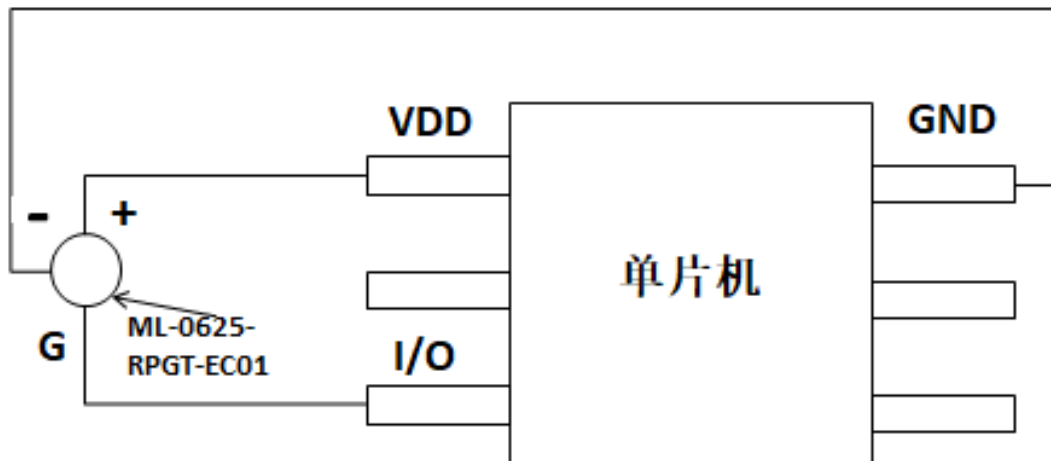 VDD
GND
-
+
单片机
ML-0625-
RPGT-EC01
G
I/O